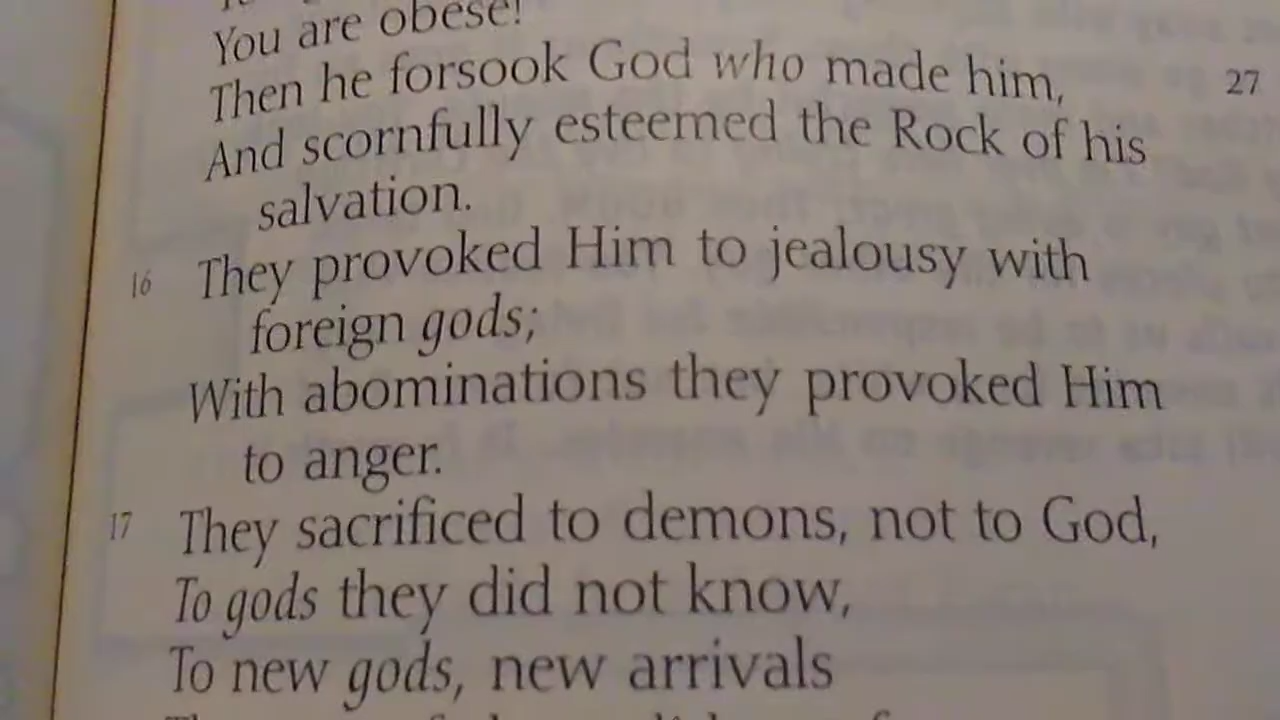 You are obese!
Then he forsook God who made him,
27
And scornfully esteemed the Rock of his
salvation.
16 They provoked Him to jealousy with
foreign gods;
With abominations they provoked Him
to anger.
17 They sacrificed to demons, not to God,
To gods they did not know,
To new gods, new arrivals